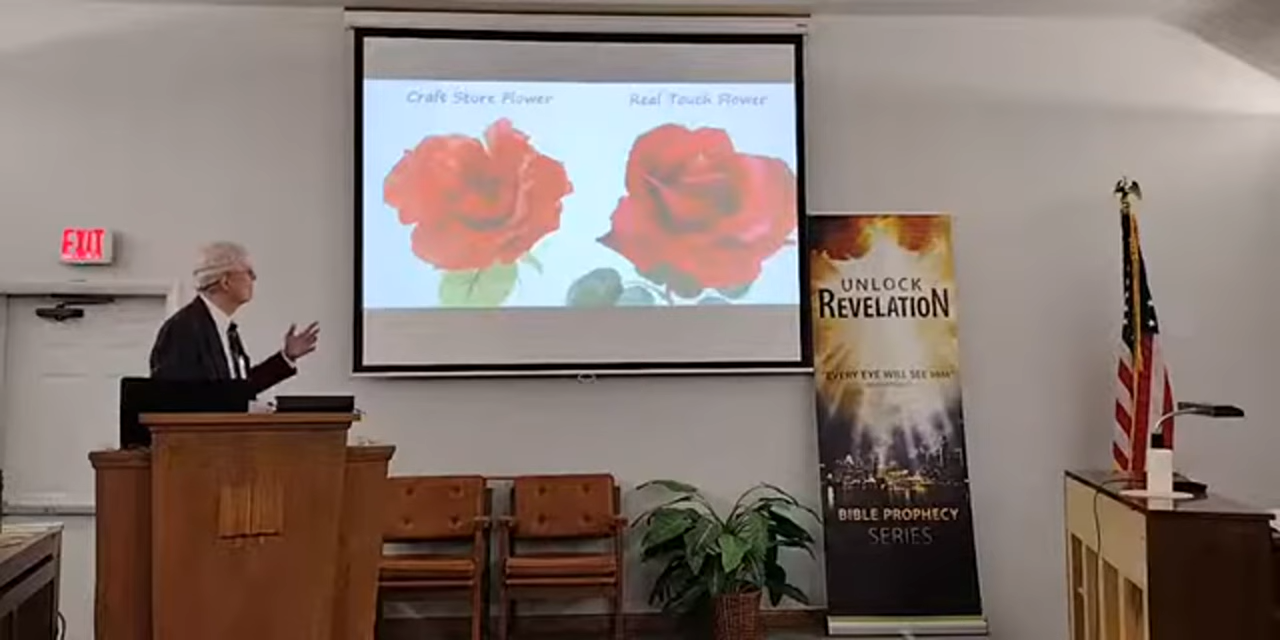 Craft Store Flower
Real Touch Flower
EXIT
UNLOCK
REVELATION
"EVERY EYE WILL SEE HIM"
BIBLE PROPHECY
SERIES